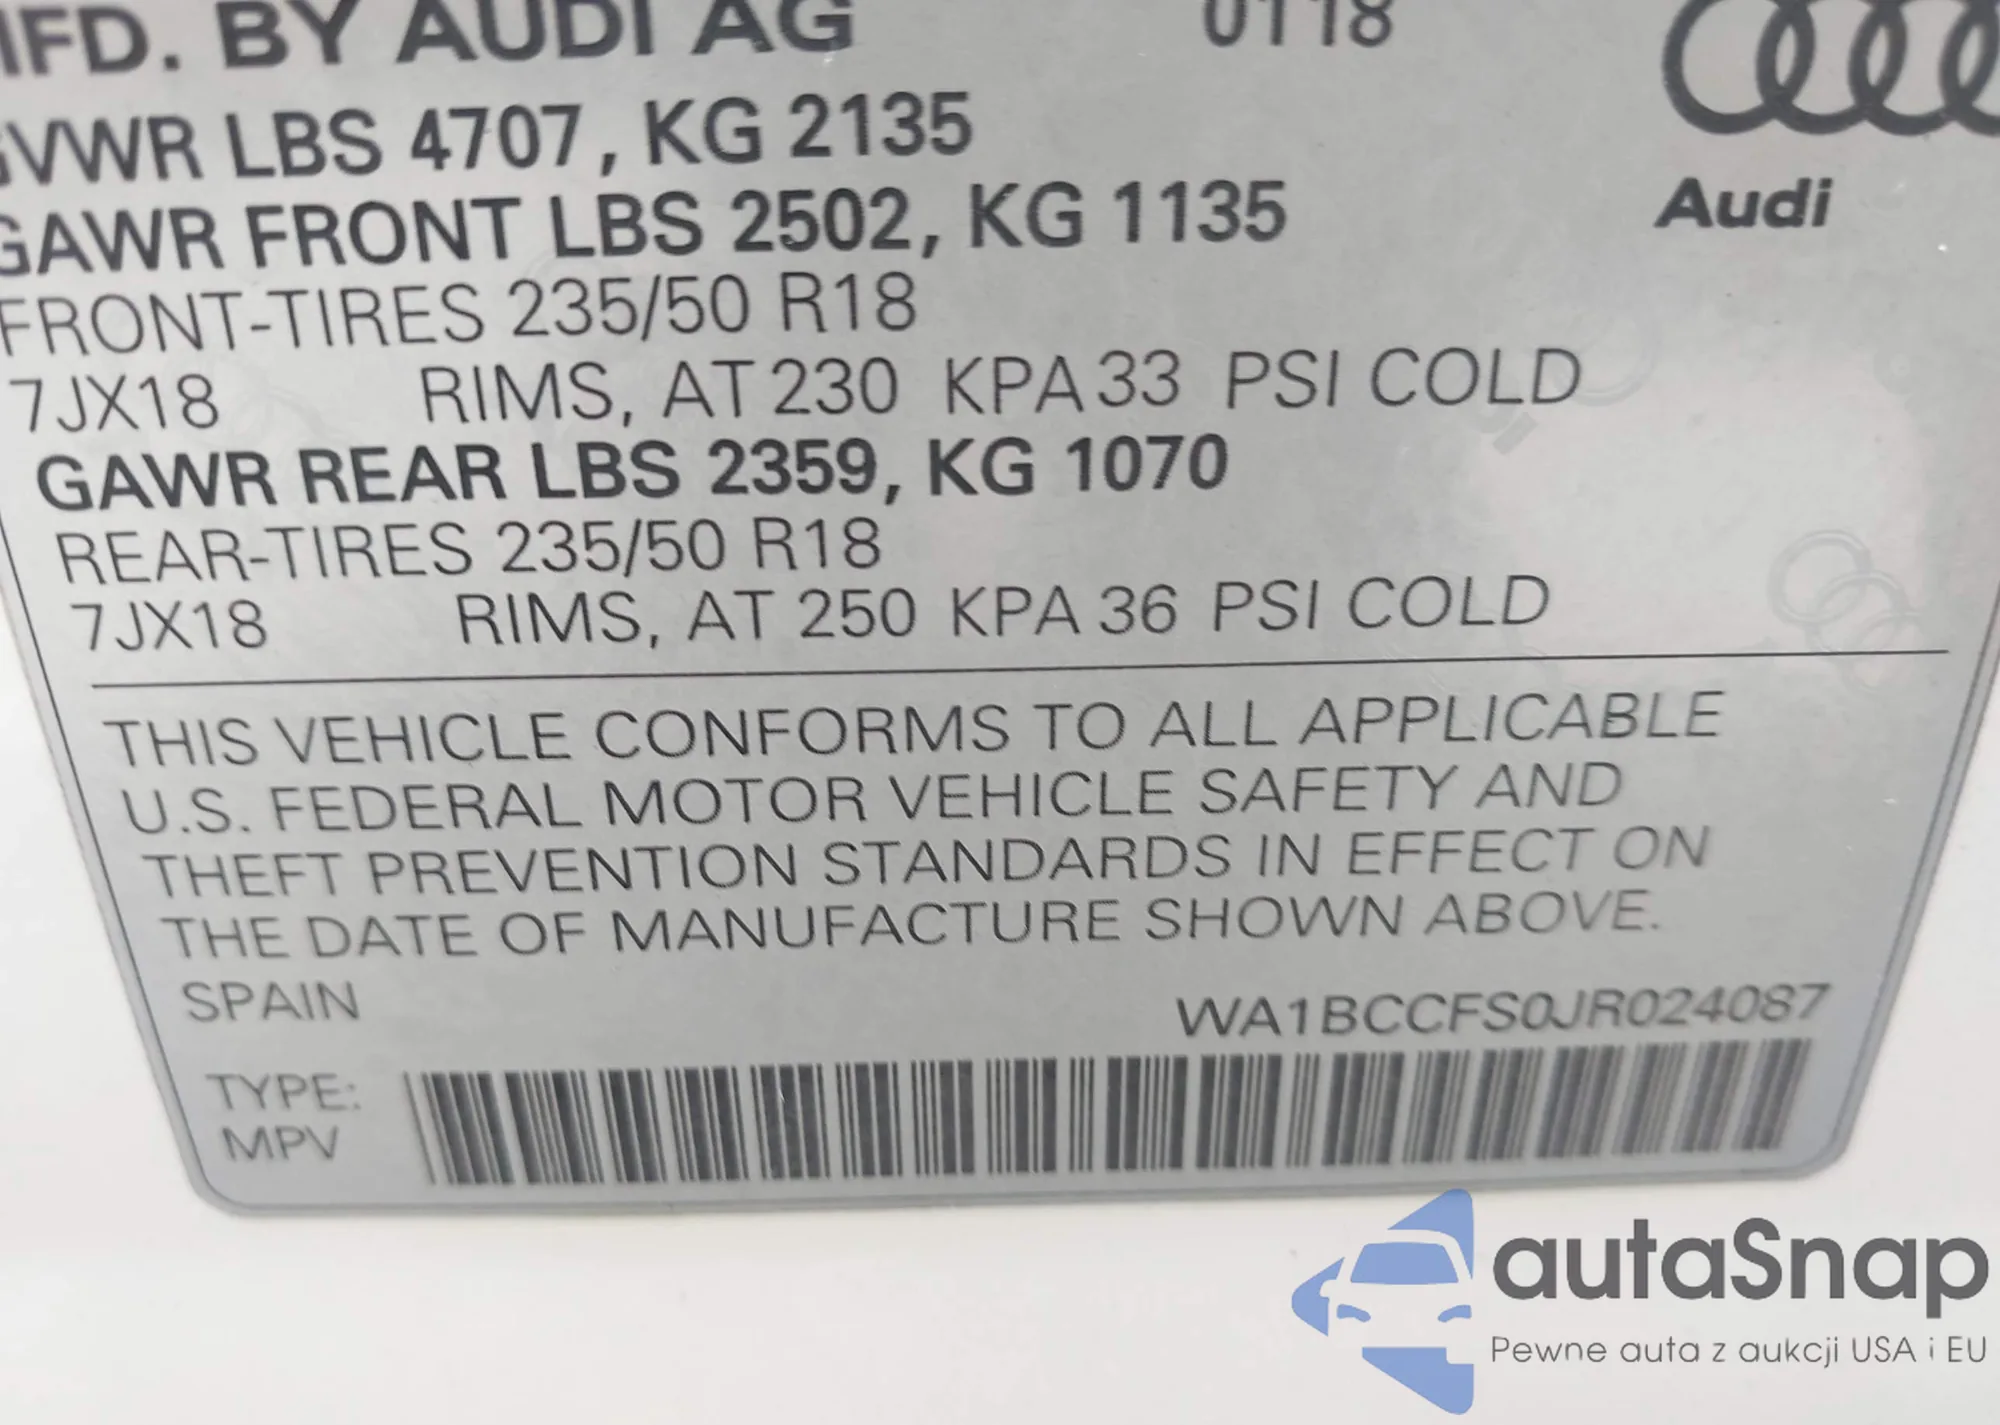 MFD. BY AUDI AG 0118
GVWR LBS 4707, KG 2135
GAWR FRONT LBS 2502, KG 1135
Audi
FRONT-TIRES 235/50 R18
7JX18 RIMS, AT 230 KPA 33 PSI COLD
GAWR REAR LBS 2359, KG 1070
REAR-TIRES 235/50 R18
7JX18 RIMS, AT 250 KPA 36 PSI COLD
THIS VEHICLE CONFORMS TO ALL APPLICABLE
U.S. FEDERAL MOTOR VEHICLE SAFETY AND
THEFT PREVENTION STANDARDS IN EFFECT ON
THE DATE OF MANUFACTURE SHOWN ABOVE.
SPAIN WA1BCCFS0JR024087
TYPE:
MPV
autaSnap
Pewne auta z aukcji USA i EU